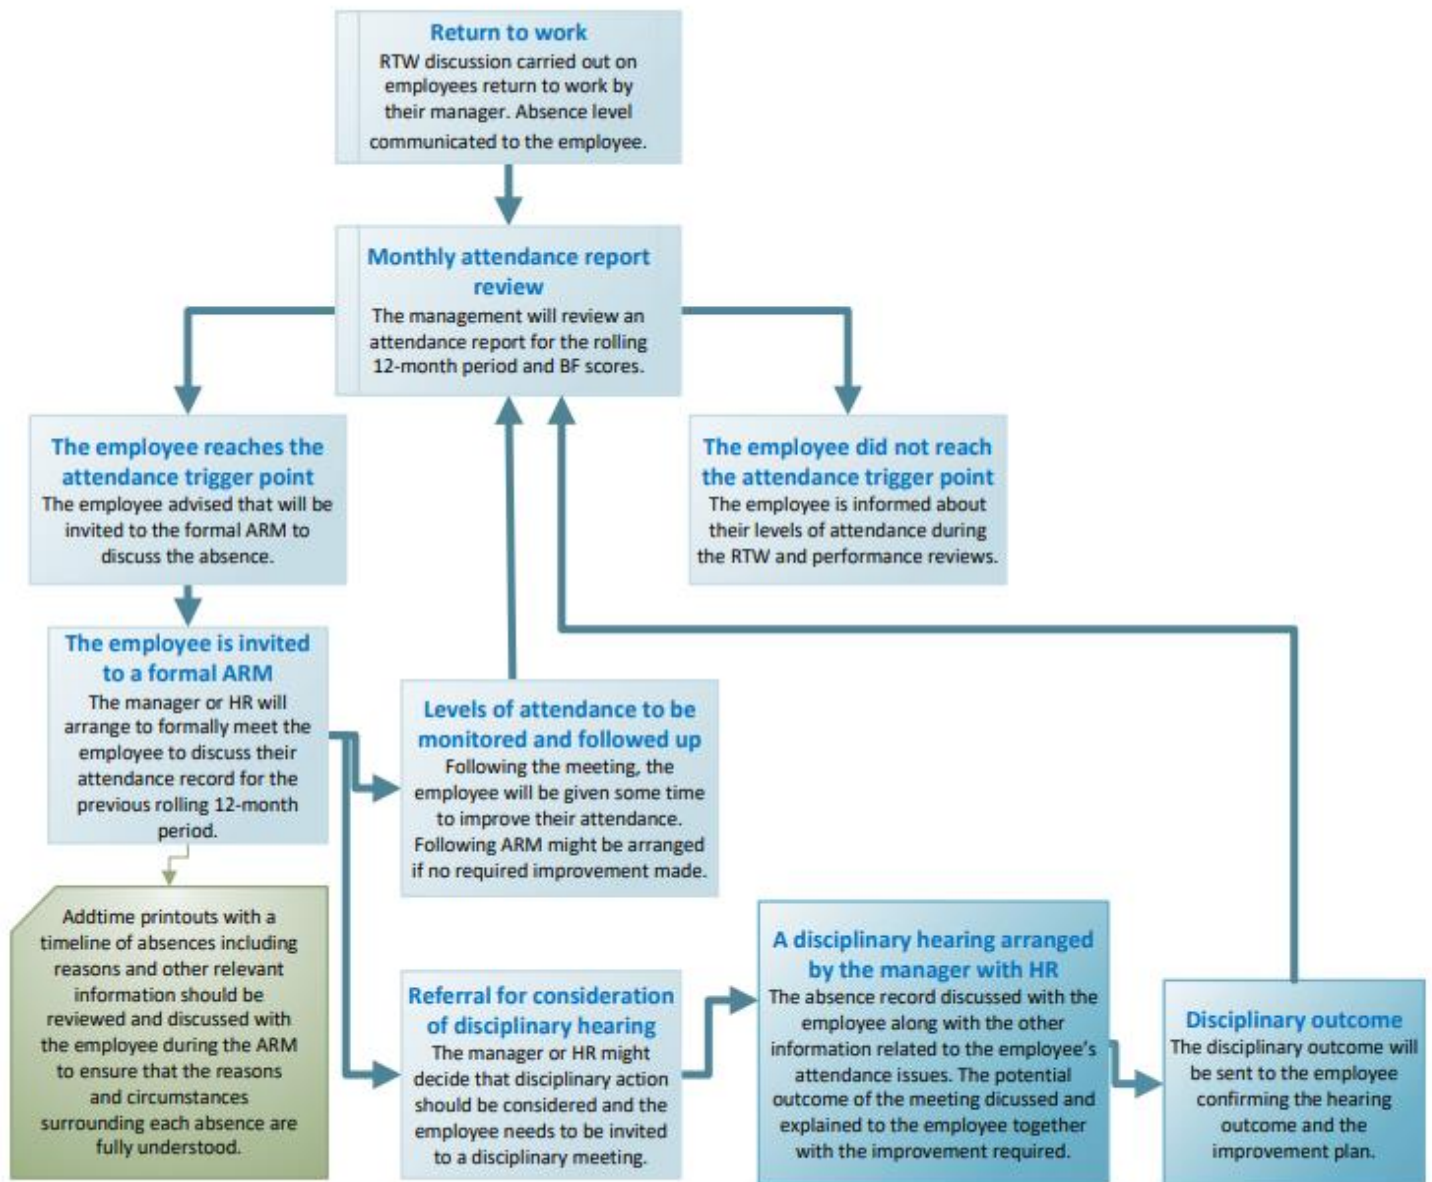 Return to work
RTW discussion carried out on
employees return to work by
their manager. Absence level
communicated to the employee.
Monthly attendance report
review
The management will review an
attendance report for the rolling
12-month period and BF scores.
The employee reaches the
attendance trigger point
The employee advised that will be
invited to the formal ARM to
discuss the absence.
The employee did not reach
the attendance trigger point
The employee is informed about
their levels of attendance during
the RTW and performance reviews.
The employee is invited
to a formal ARM
The manager or HR will
arrange to formally meet the
employee to discuss their
attendance record for the
previous rolling 12-month
period.
Levels of attendance to be
monitored and followed up
Following the meeting, the
employee will be given some time
to improve their attendance.
Following ARM might be arranged
if no required improvement made.
Addtime printouts with a
timeline of absences including
reasons and other relevant
information should be
reviewed and discussed with
the employee during the ARM
to ensure that the reasons
and circumstances
surrounding each absence are
fully understood.
Referral for consideration
of disciplinary hearing
The manager or HR might
decide that disciplinary action
should be considered and the
employee needs to be invited
to a disciplinary meeting.
A disciplinary hearing arranged
by the manager with HR
The absence record discussed with the
employee along with the other
information related to the employee's
attendance issues. The potential
outcome of the meeting dicussed and
explained to the employee together
with the improvement required.
Disciplinary outcome
The disciplinary outcome will
be sent to the employee
confirming the hearing
outcome and the
improvement plan.